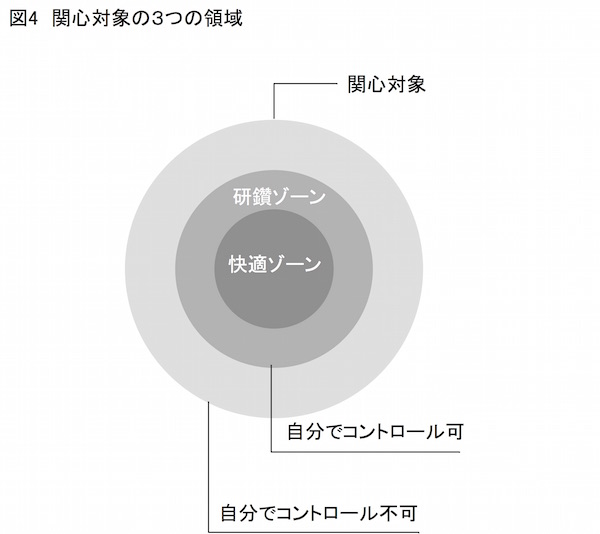 図4 関心対象の3つの領域
関心対象
研鑽ゾーン
快適ゾーン
自分でコントロール可
自分でコントロール不可